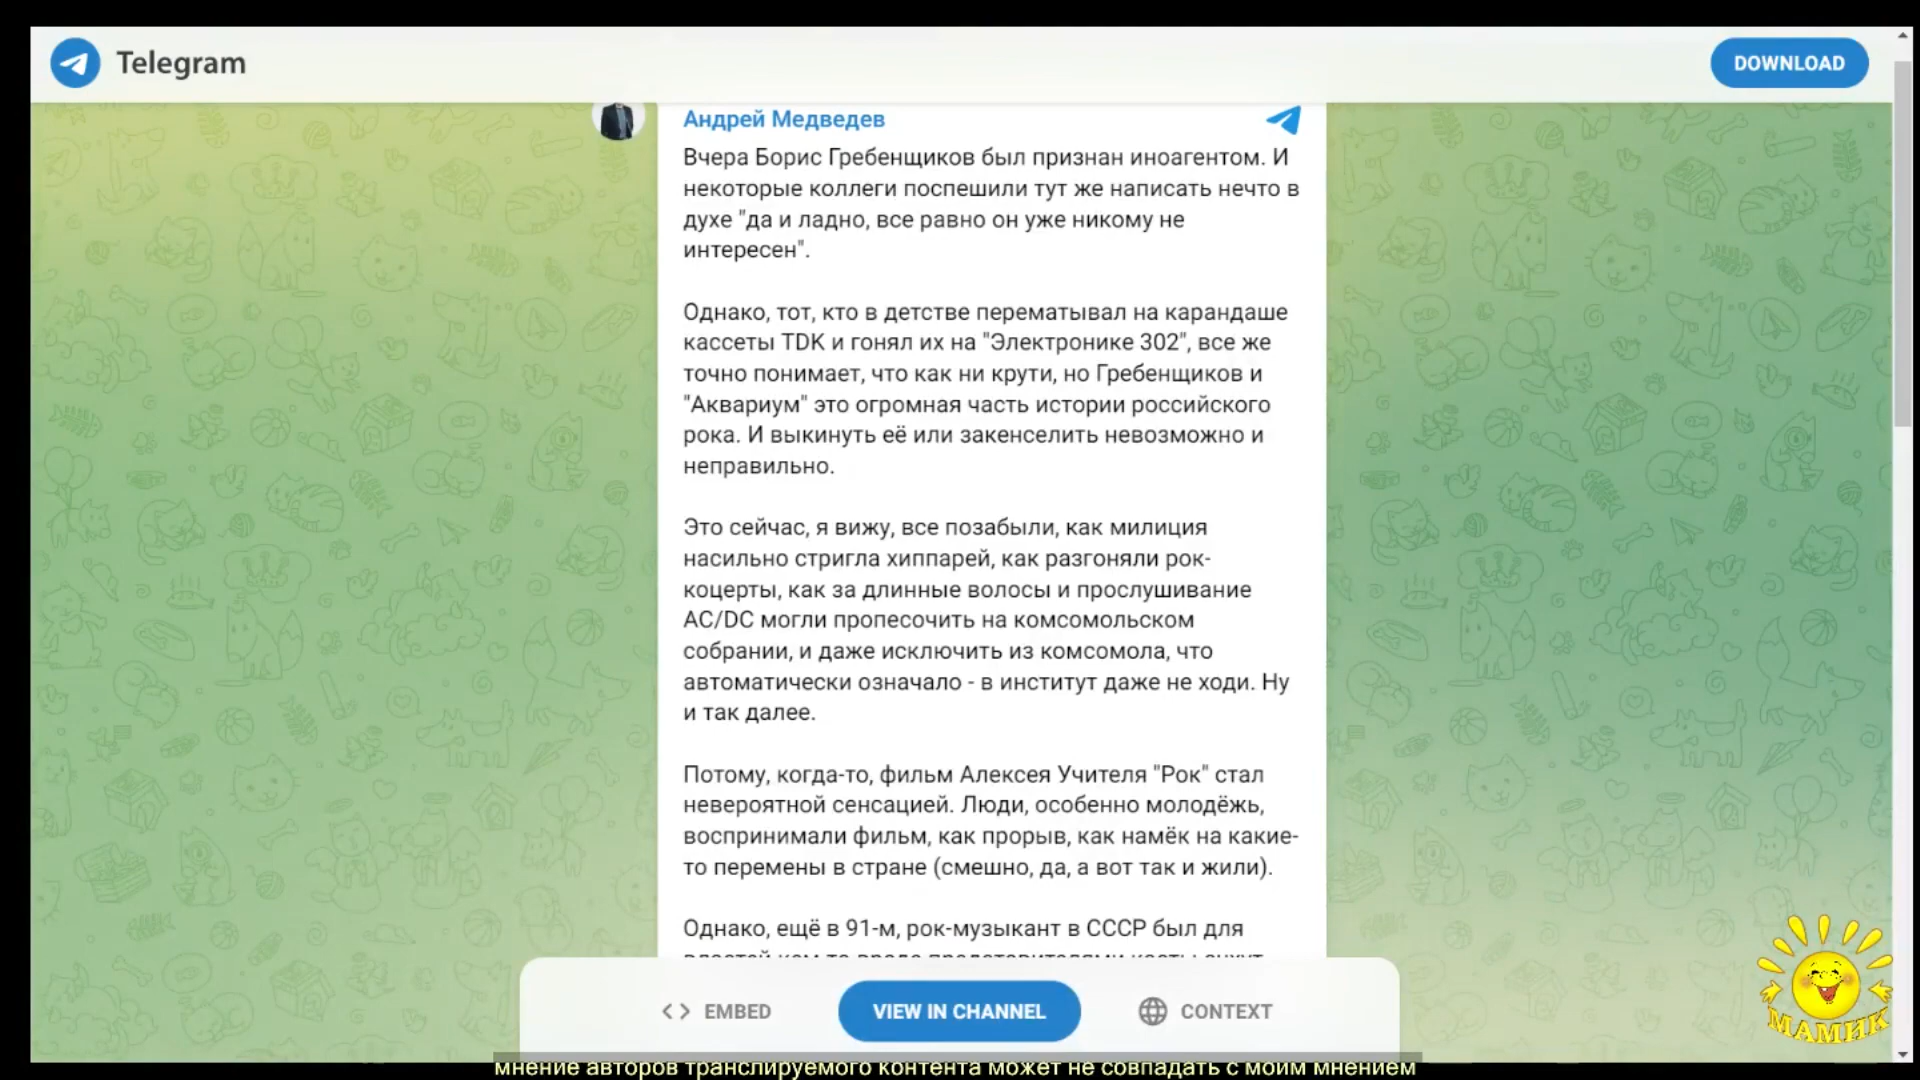 Telegram
DOWNLOAD
Андрей Медведев
Вчера Борис Гребенщиков был признан иноагентом. И
некоторые коллеги поспешили тут же написать нечто в
духе "да и ладно, все равно он уже никому не
интересен".
Однако, тот, кто в детстве перематывал на карандаше
кассеты TDK и гонял их на "Электронике 302", все же
точно понимает, что как ни крути, но Гребенщиков и
"Аквариум" это огромная часть истории российского
рока. И выкинуть её или закенселить невозможно и
неправильно.
Это сейчас, я вижу, все позабыли, как милиция
насильно стригла хиппарей, как разгоняли рок-
коцерты, как за длинные волосы и прослушивание
AC/DC могли пропесочить на комсомольском
собрании, и даже исключить из комсомола, что
автоматически означало - в институт даже не ходи. Ну
и так далее.
Потому, когда-то, фильм Алексея Учителя "Рок" стал
невероятной сенсацией. Люди, особенно молодёжь,
воспринимали фильм, как прорыв, как намёк на какие-
то перемены в стране (смешно, да, а вот так и жили).
Однако, ещё в 91-м, рок-музыкант в СССР был для
EMBED
VIEW IN CHANNEL
CONTEXT
МАМИК
мнение авторов транслируемого контента может не совпадать с моим мнением